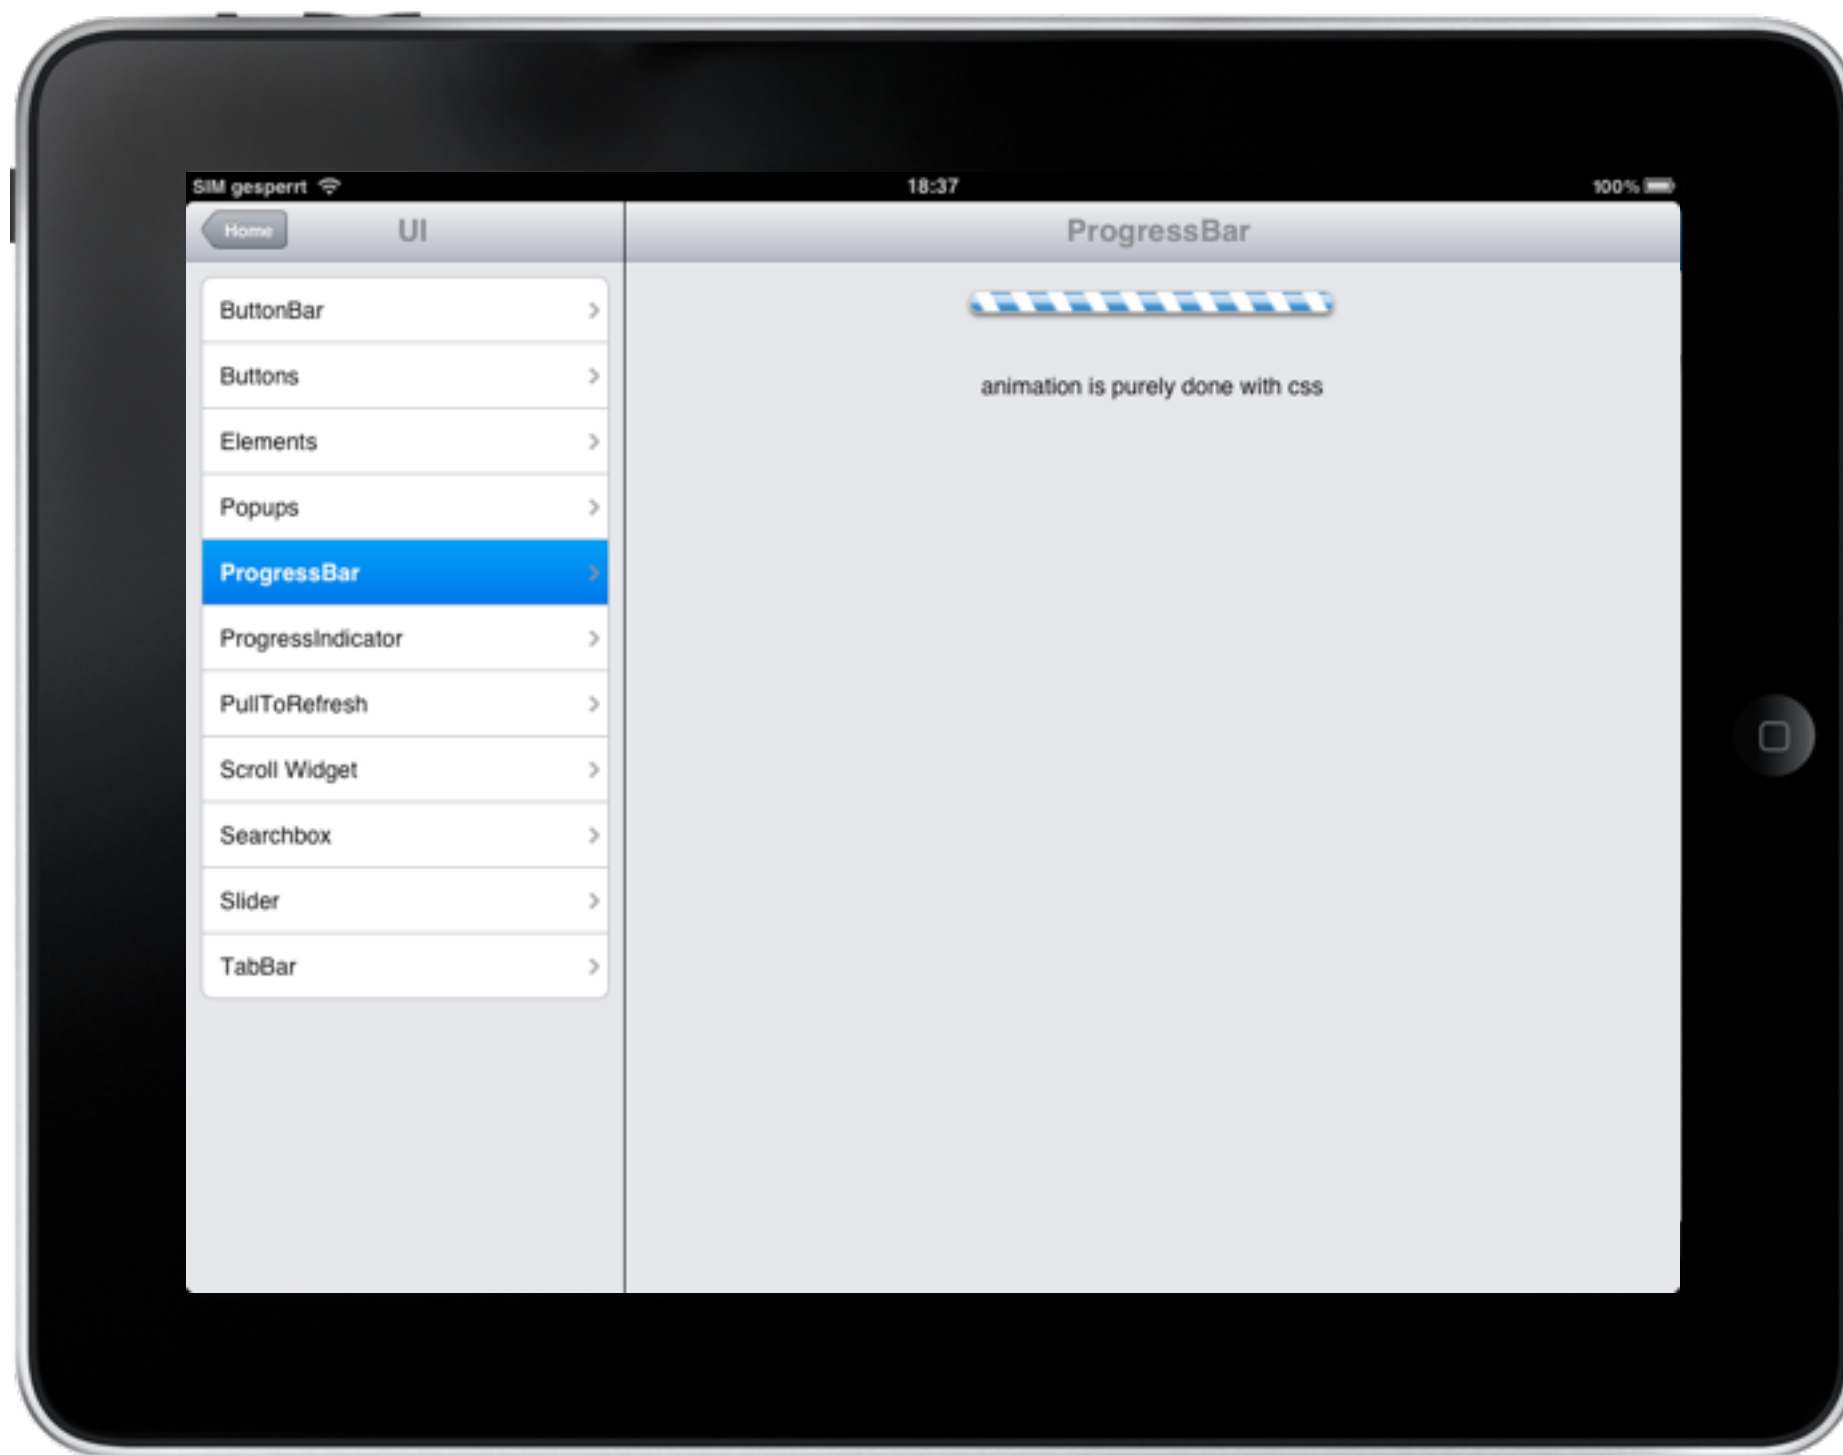 SIM gesperrt 18:37 100%
Home UI ProgressBar
ButtonBar
Buttons
Elements
Popups
ProgressBar
ProgressIndicator
PullToRefresh
Scroll Widget
Searchbox
Slider
TabBar
animation is purely done with css